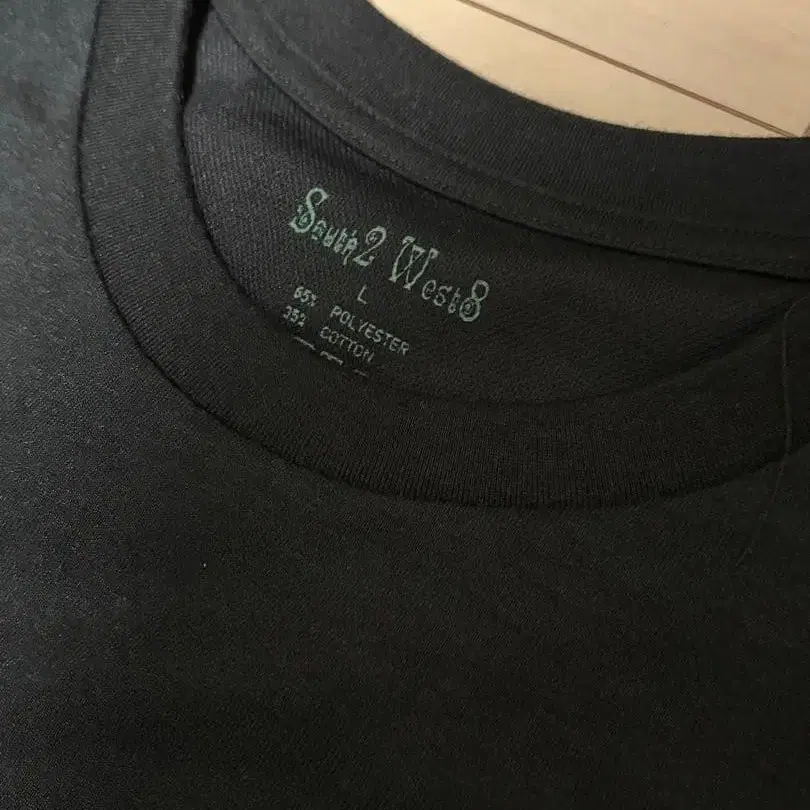 South2 West8
L
65% POLYESTER
35% COTTON